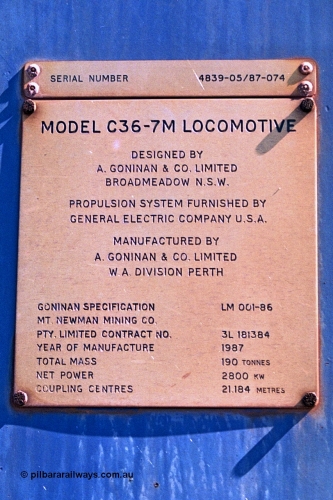 SERIAL NUMBER 4839-05/87-074
MODEL C36-7M LOCOMOTIVE
DESIGNED BY
A. GONINAN & CO. LIMITED
BROADMEADOW N.S.W.
PROPULSION SYSTEM FURNISHED BY
GENERAL ELECTRIC COMPANY U.S.A.
MANUFACTURED BY
A. GONINAN & CO. LIMITED
W.A. DIVISION PERTH
GONINAN SPECIFICATION LM 001-86
MT. NEWMAN MINING CO.
PTY. LIMITED CONTRACT NO. 3L 181384
YEAR OF MANUFACTURE 1987
TOTAL MASS 190 TONNES
NET POWER 2800 KW
COUPLING CENTRES 21.184 METRES
© pilbararailways.com.au